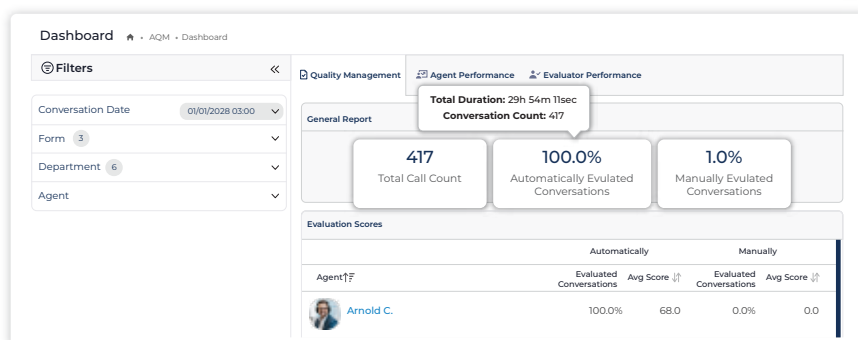 Dashboard
AQM • Dashboard
Filters
Conversation Date 01/01/2028 03:00
Form 3
Department 6
Agent
Quality Management Agent Performance Evaluator Performance
Total Duration: 29h 54m 11sec
Conversation Count: 417
General Report
417
Total Call Count
100.0%
Automatically Evulated
Conversations
1.0%
Manually Evulated
Conversations
Evaluation Scores
Automatically Manually
Agent
Evaluated
Conversations
Avg Score
Evaluated
Conversations
Avg Score
Arnold C. 100.0% 68.0 0.0% 0.0